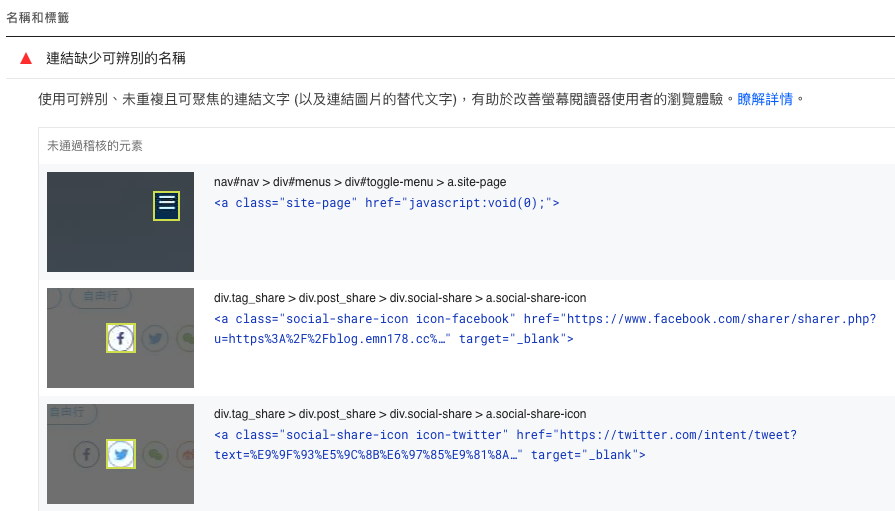 名稱和標籤
連結缺少可辨別的名稱
使用可辨別、未重複且可聚焦的連結文字 (以及連結圖片的替代文字)，有助於改善螢幕閱讀器使用者的瀏覽體驗。瞭解詳情。
未通過稽核的元素
nav#nav > div#menus > div#toggle-menu > a.site-page
<a class="site-page" href="javascript:void(0);">
自由行
div.tag_share > div.post_share > div.social-share > a.social-share-icon
<a class="social-share-icon icon-facebook" href="https://www.facebook.com/sharer/sharer.php?
u=https%3A%2F%2Fblog.emn178.cc%…" target="_blank">
自由行
div.tag_share > div.post_share > div.social-share > a.social-share-icon
<a class="social-share-icon icon-twitter" href="https://twitter.com/intent/tweet?
text=%E9%9F%93%E5%9C%8B%E6%97%85%E9%81%8A…" target="_blank">